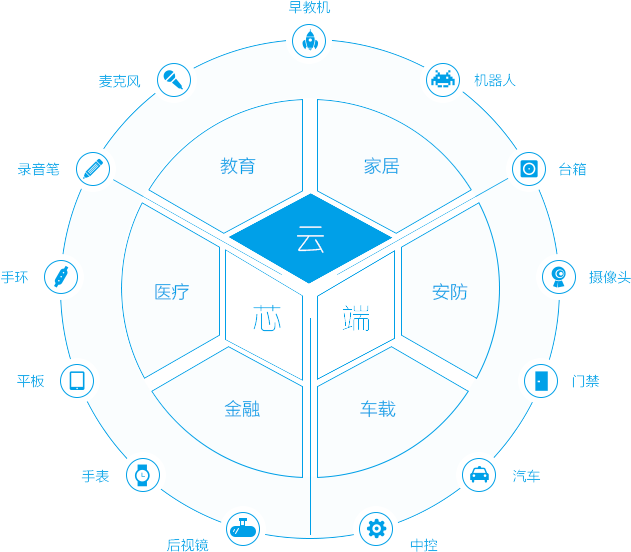 早教机
麦克风
机器人
录音笔
教育
家居
台箱
云
手环
医疗
芯
端
安防
摄像头
平板
金融
车载
门禁
手表
汽车
后视镜
中控